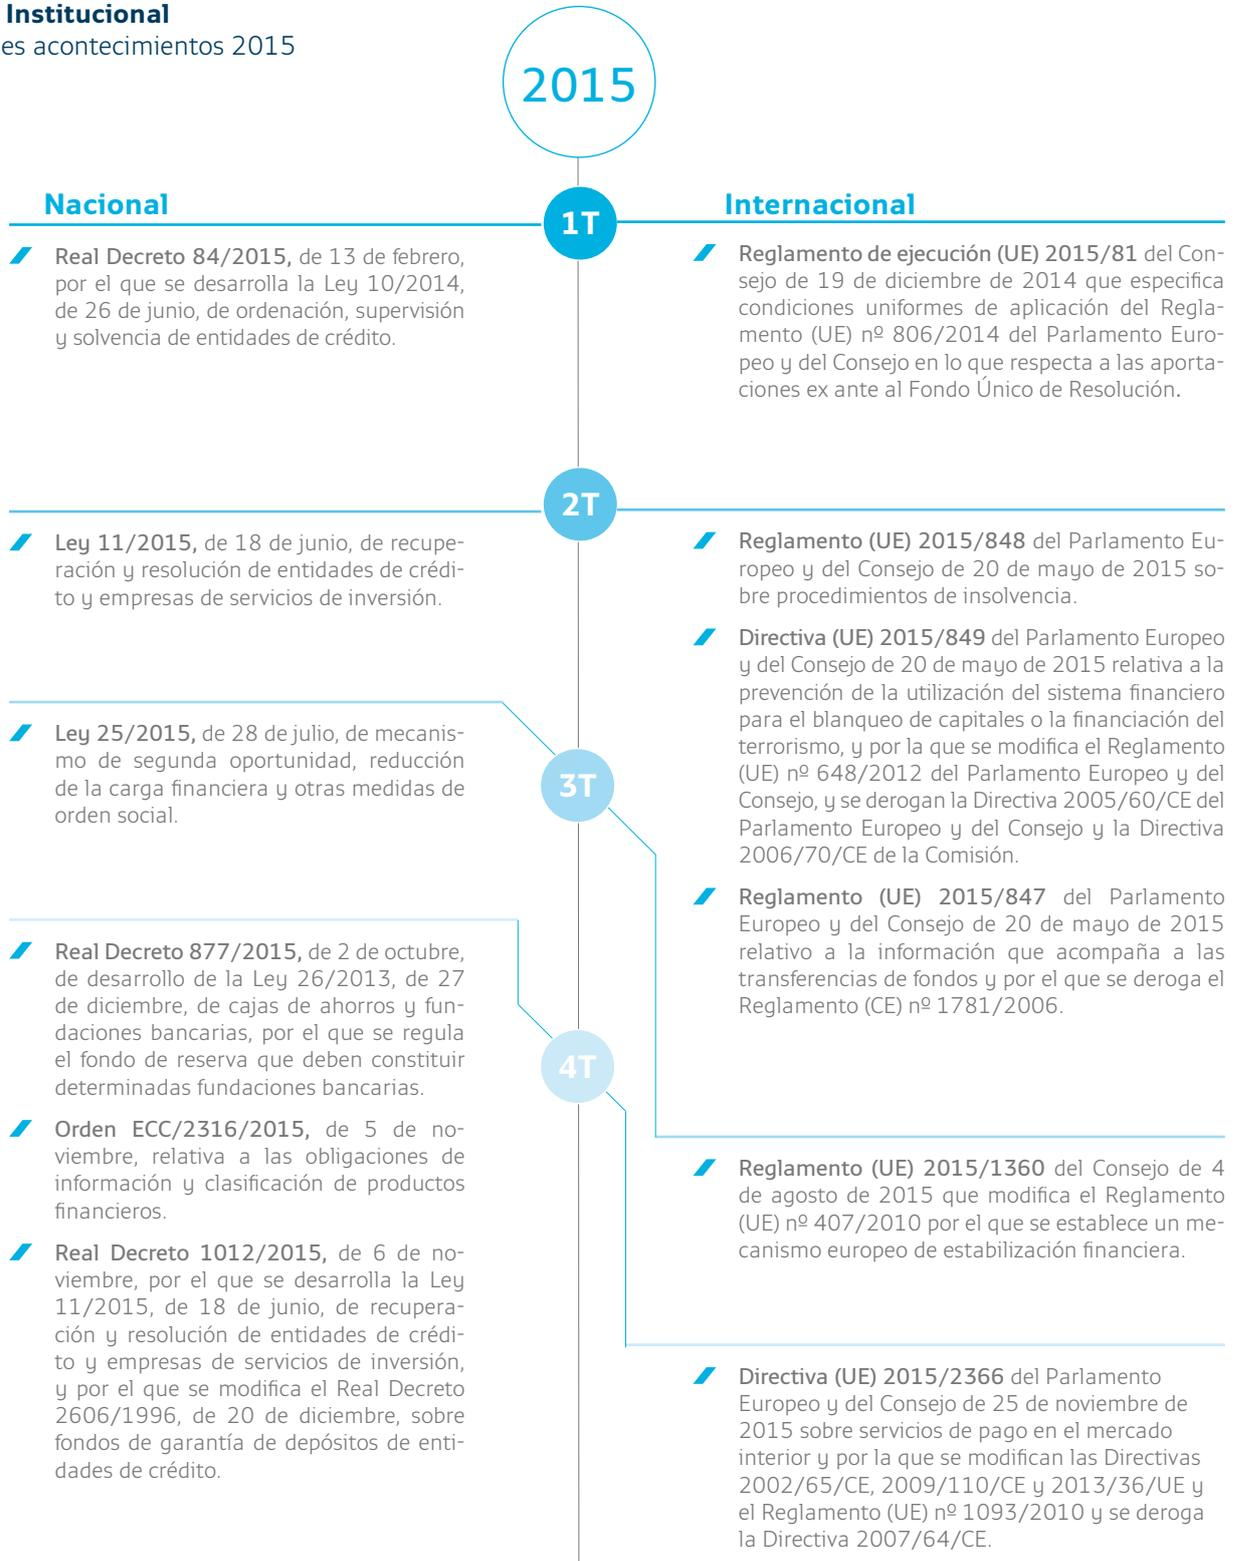 Institucional
es acontecimientos 2015
2015
Nacional
1T
Internacional
Real Decreto 84/2015, de 13 de febrero,
por el que se desarrolla la Ley 10/2014,
de 26 de junio, de ordenación, supervisión
y solvencia de entidades de crédito.
Reglamento de ejecución (UE) 2015/81 del Con-
sejo de 19 de diciembre de 2014 que especifica
condiciones uniformes de aplicación del Regla-
mento (UE) nº 806/2014 del Parlamento Euro-
peo y del Consejo en lo que respecta a las aporta-
ciones ex ante al Fondo Único de Resolución.
2T
Ley 11/2015, de 18 de junio, de recupe-
ración y resolución de entidades de crédi-
to y empresas de servicios de inversión.
Reglamento (UE) 2015/848 del Parlamento Eu-
ropeo y del Consejo de 20 de mayo de 2015 so-
bre procedimientos de insolvencia.
Directiva (UE) 2015/849 del Parlamento Europeo
y del Consejo de 20 de mayo de 2015 relativa a la
prevención de la utilización del sistema financiero
para el blanqueo de capitales o la financiación del
terrorismo, y por la que se modifica el Reglamento
(UE) nº 648/2012 del Parlamento Europeo y del
Consejo, y se derogan la Directiva 2005/60/CE del
Parlamento Europeo y del Consejo y la Directiva
2006/70/CE de la Comisión.
Reglamento (UE) 2015/847 del Parlamento
Europeo y del Consejo de 20 de mayo de 2015
relativo a la información que acompaña a las
transferencias de fondos y por el que se deroga el
Reglamento (CE) nº 1781/2006.
3T
Ley 25/2015, de 28 de julio, de mecanis-
mo de segunda oportunidad, reducción
de la carga financiera y otras medidas de
orden social.
Reglamento (UE) 2015/1360 del Consejo de 4
de agosto de 2015 que modifica el Reglamento
(UE) nº 407/2010 por el que se establece un me-
canismo europeo de estabilización financiera.
4T
Real Decreto 877/2015, de 2 de octubre,
de desarrollo de la Ley 26/2013, de 27
de diciembre, de cajas de ahorros y fun-
daciones bancarias, por el que se regula
el fondo de reserva que deben constituir
determinadas fundaciones bancarias.
Orden ECC/2316/2015, de 5 de no-
viembre, relativa a las obligaciones de
información y clasificación de productos
financieros.
Real Decreto 1012/2015, de 6 de no-
viembre, por el que se desarrolla la Ley
11/2015, de 18 de junio, de recupera-
ción y resolución de entidades de crédi-
to y empresas de servicios de inversión,
y por el que se modifica el Real Decreto
2606/1996, de 20 de diciembre, sobre
fondos de garantía de depósitos de enti-
dades de crédito.
Directiva (UE) 2015/2366 del Parlamento
Europeo y del Consejo de 25 de noviembre de
2015 sobre servicios de pago en el mercado
interior y por la que se modifican las Directivas
2002/65/CE, 2009/110/CE y 2013/36/UE y
el Reglamento (UE) nº 1093/2010 y se deroga
la Directiva 2007/64/CE.